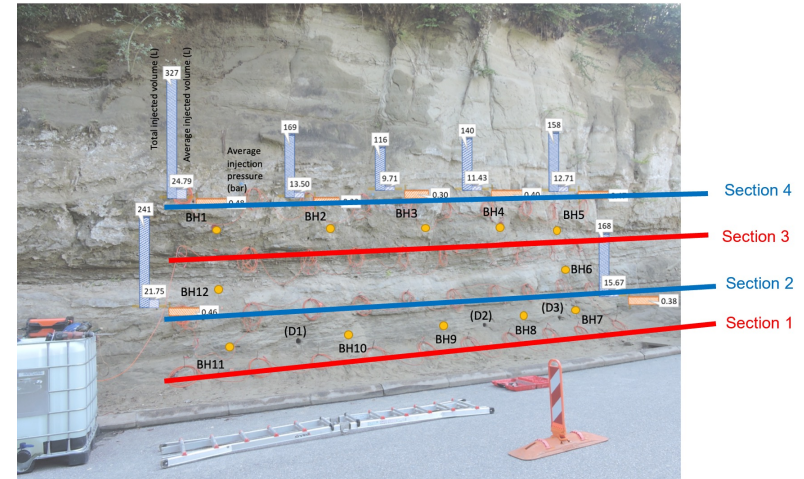 Total injected volume (L)
Average injected volume (L)
Average
injection
pressure
(bar)
327
24.79
0.48
169
13.50
116
9.71
0.30
140
11.43
0.40
158
12.71
Section 4
BH1
BH2
BH3
BH4
BH5
Section 3
241
21.75
0.46
168
15.67
0.38
BH6
BH12
Section 2
(D1)
(D2)
(D3)
BH7
BH8
BH9
BH10
BH11
Section 1